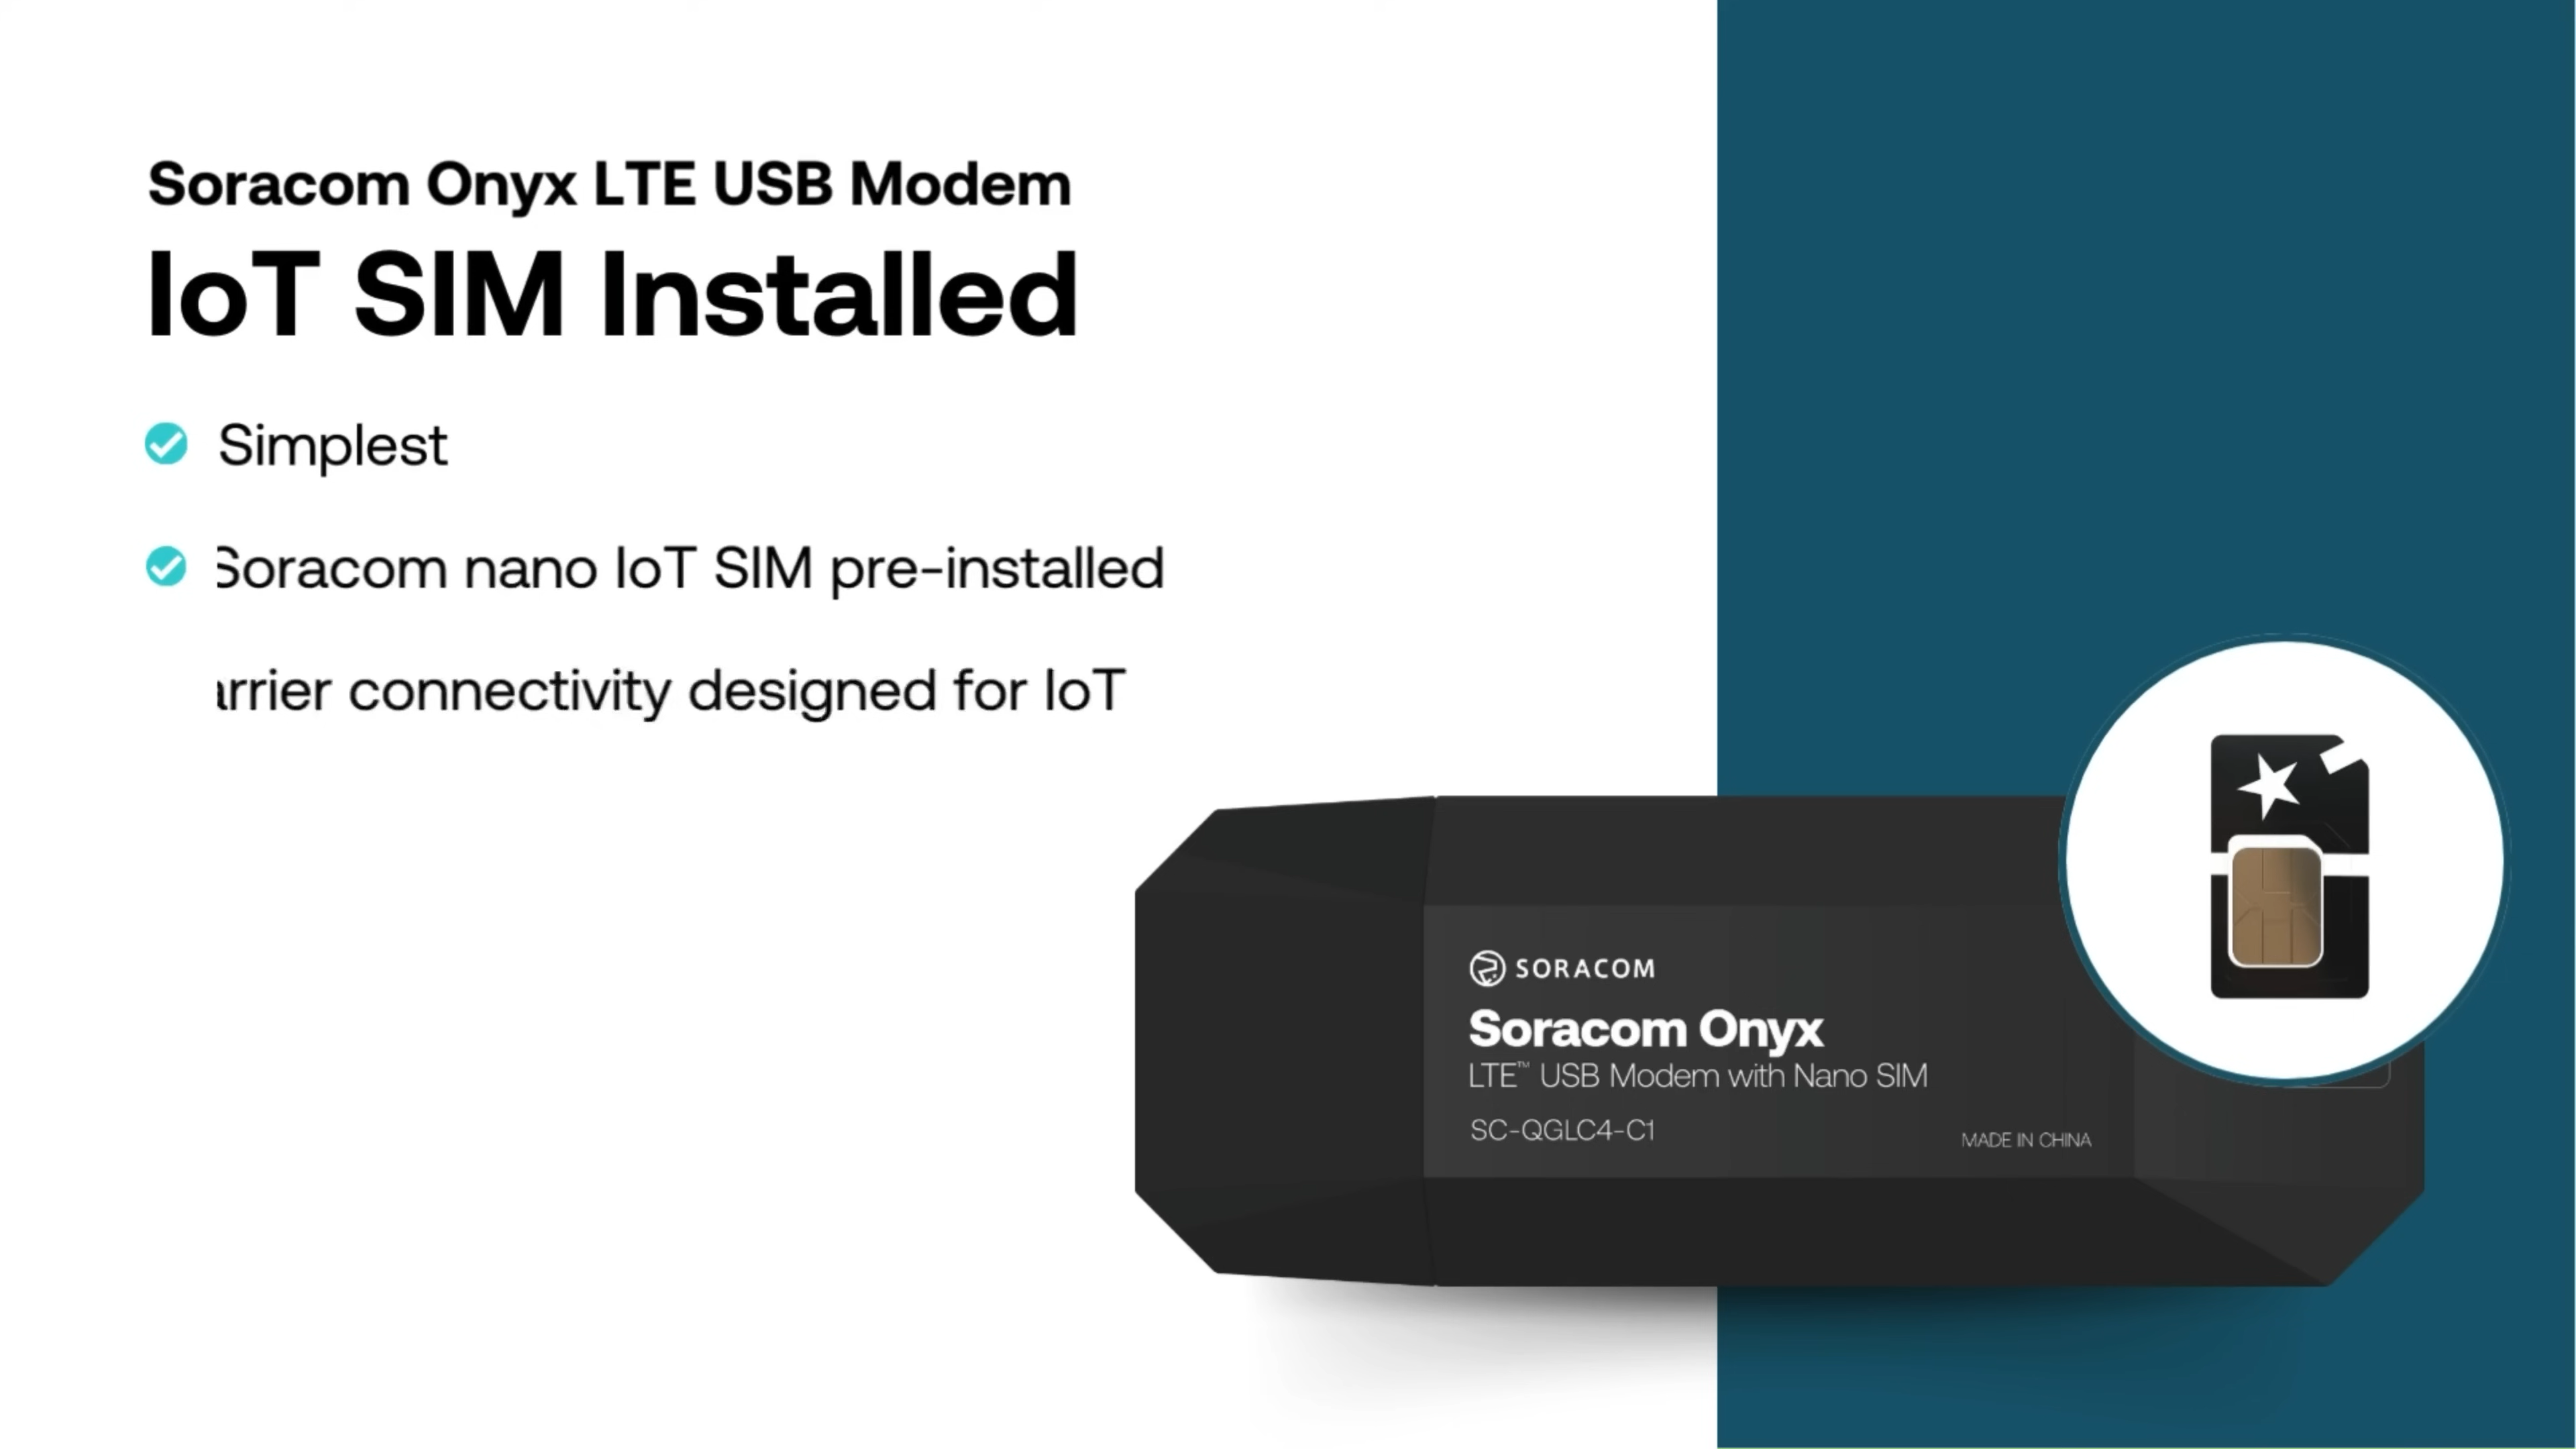 Soracom Onyx LTE USB Modem
IoT SIM Installed
Simplest
Soracom nano IoT SIM pre-installed
connectivity designed for IoT
SORACOM
Soracom Onyx
LTE™ USB Modem with Nano SIM
SC-QGLC4-C1
MADE IN CHINA